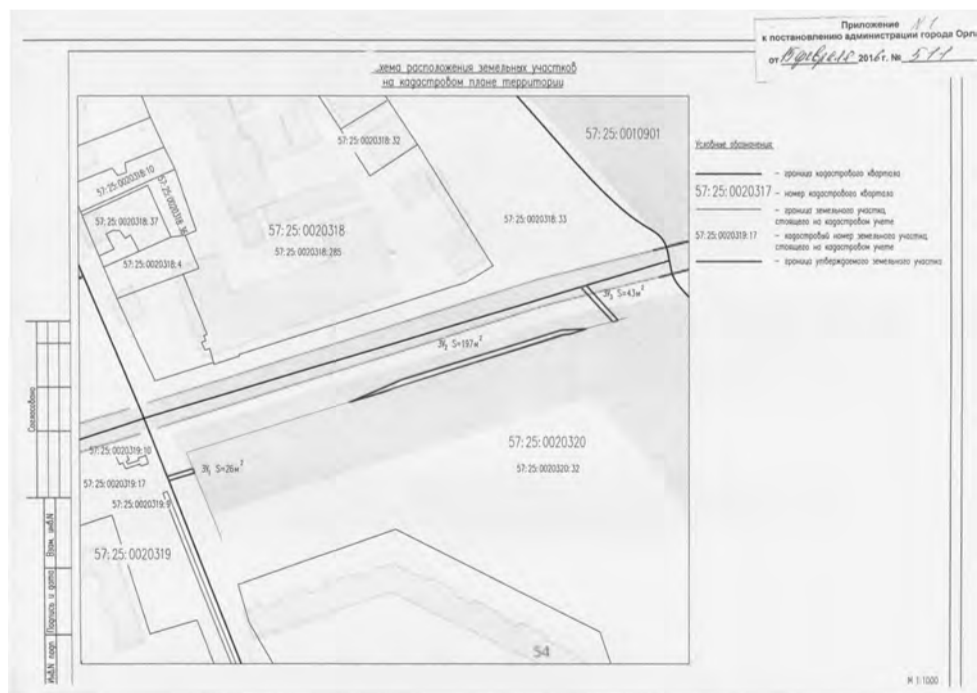 Приложение N 1
к постановлению администрации города Орл
от 15 февраля 2016 г. № 511
хема расположения земельных участков
на кадастровом плане территории
57:25:0010901
57:25:0020318:32
57:25:0020318:10
57:25:0020318:37
57:25:0020318:4
57:25:0020318
57:25:0020318:285
57:25:0020318:33
ЗУ3 S=43м2
ЗУ2 S=197м2
57:25:0020320
57:25:0020320:32
57:25:0020319:10
ЗУ1 S=26м2
57:25:0020319:17
57:25:0020319:9
57:25:0020319
54
Условные обозначения:
– граница кадастрового квартала
57:25:0020317 – номер кадастрового квартала
– граница земельного участка,
стоящего на кадастровом учете
57:25:0020319:17 – кадастровый номер земельного участка,
стоящего на кадастровом учете
– граница утверждаемого земельного участка
Согласовано
Взам. инв.N
Подпись и дата
Инв.N подл.
М 1:1000